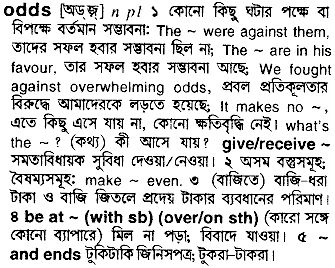 odds [অডজ়] n pl ১ কোনো কিছু ঘটার পক্ষে বা
বিপক্ষে বর্তমান সম্ভাবনা: The ~ were against them,
তাদের সফল হবার সম্ভাবনা ছিল না; The ~ are in his
favour, তার সফল হবার সম্ভাবনা আছে; We fought
against overwhelming odds, প্রবল প্রতিকূলতার
বিরুদ্ধে আমাদেরকে লড়তে হয়েছে; It makes no ~,
এতে কিছু এসে যায় না, কোনো ক্ষতিবৃদ্ধি নেই। what's
the ~ ? (কথ্য) কী আসে যায়? give/receive ~
সমতাবিধায়ক সুবিধা দেওয়া/নেওয়া। ২ অসম বস্তুসমূহ;
বৈষম্যসমূহ: make ~ even. ৩ (বাজিতে) বাজি-ধরা
টাকা ও বাজি জিতলে প্রদেয় টাকার ব্যবধানের পরিমাণ।
8 be at ~ (with sb) (over/on sth) (কারো সঙ্গে
কোনো ব্যাপারে) মিল না পড়া; বিবাদে যাওয়া। ৫ ~
and ends টুকিটাকি জিনিসপত্র; টুকরা-টাকরা।